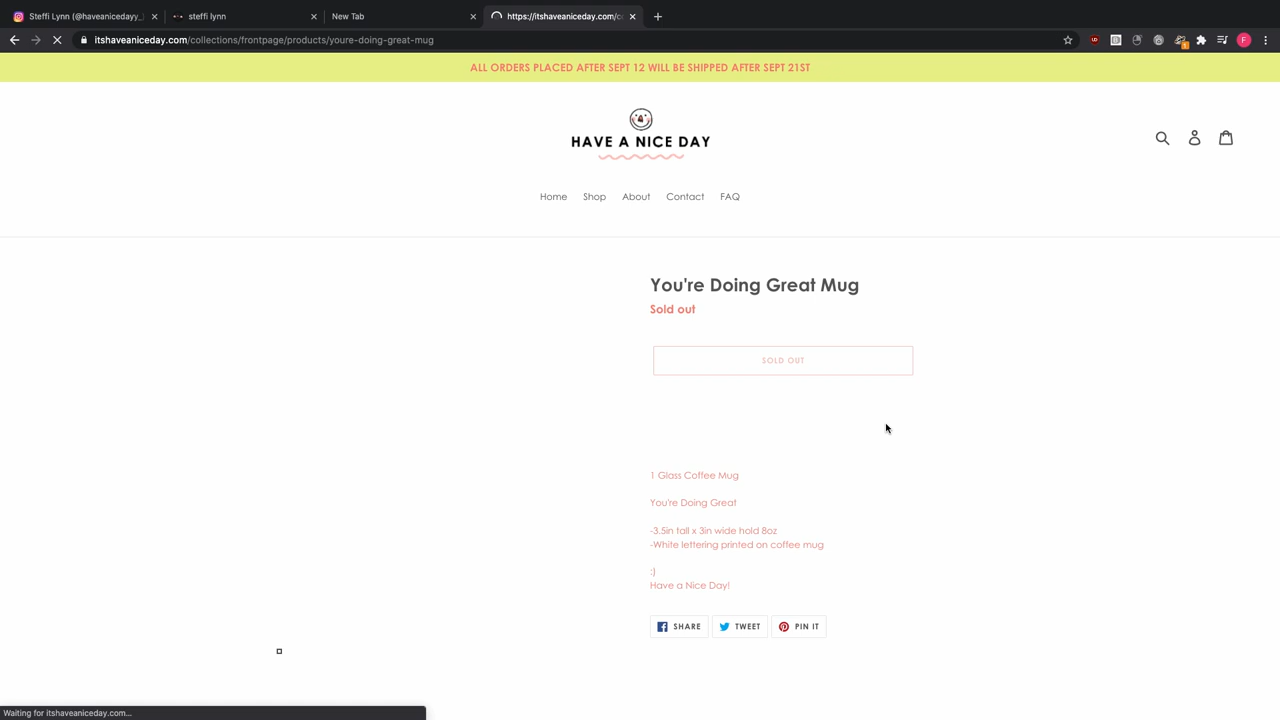 Steffi Lynn (@haveanicedayy_
steffi lynn
New Tab
https://itshaveaniceday.com/c
itshaveaniceday.com/collections/frontpage/products/youre-doing-great-mug
ALL ORDERS PLACED AFTER SEPT 12 WILL BE SHIPPED AFTER SEPT 21ST
HAVE A NICE DAY
Home Shop About Contact FAQ
You're Doing Great Mug
Sold out
SOLD OUT
1 Glass Coffee Mug
You're Doing Great
-3.5in tall x 3in wide hold 8oz
-White lettering printed on coffee mug
:)
Have a Nice Day!
SHARE TWEET PIN IT
Waiting for itshaveaniceday.com...